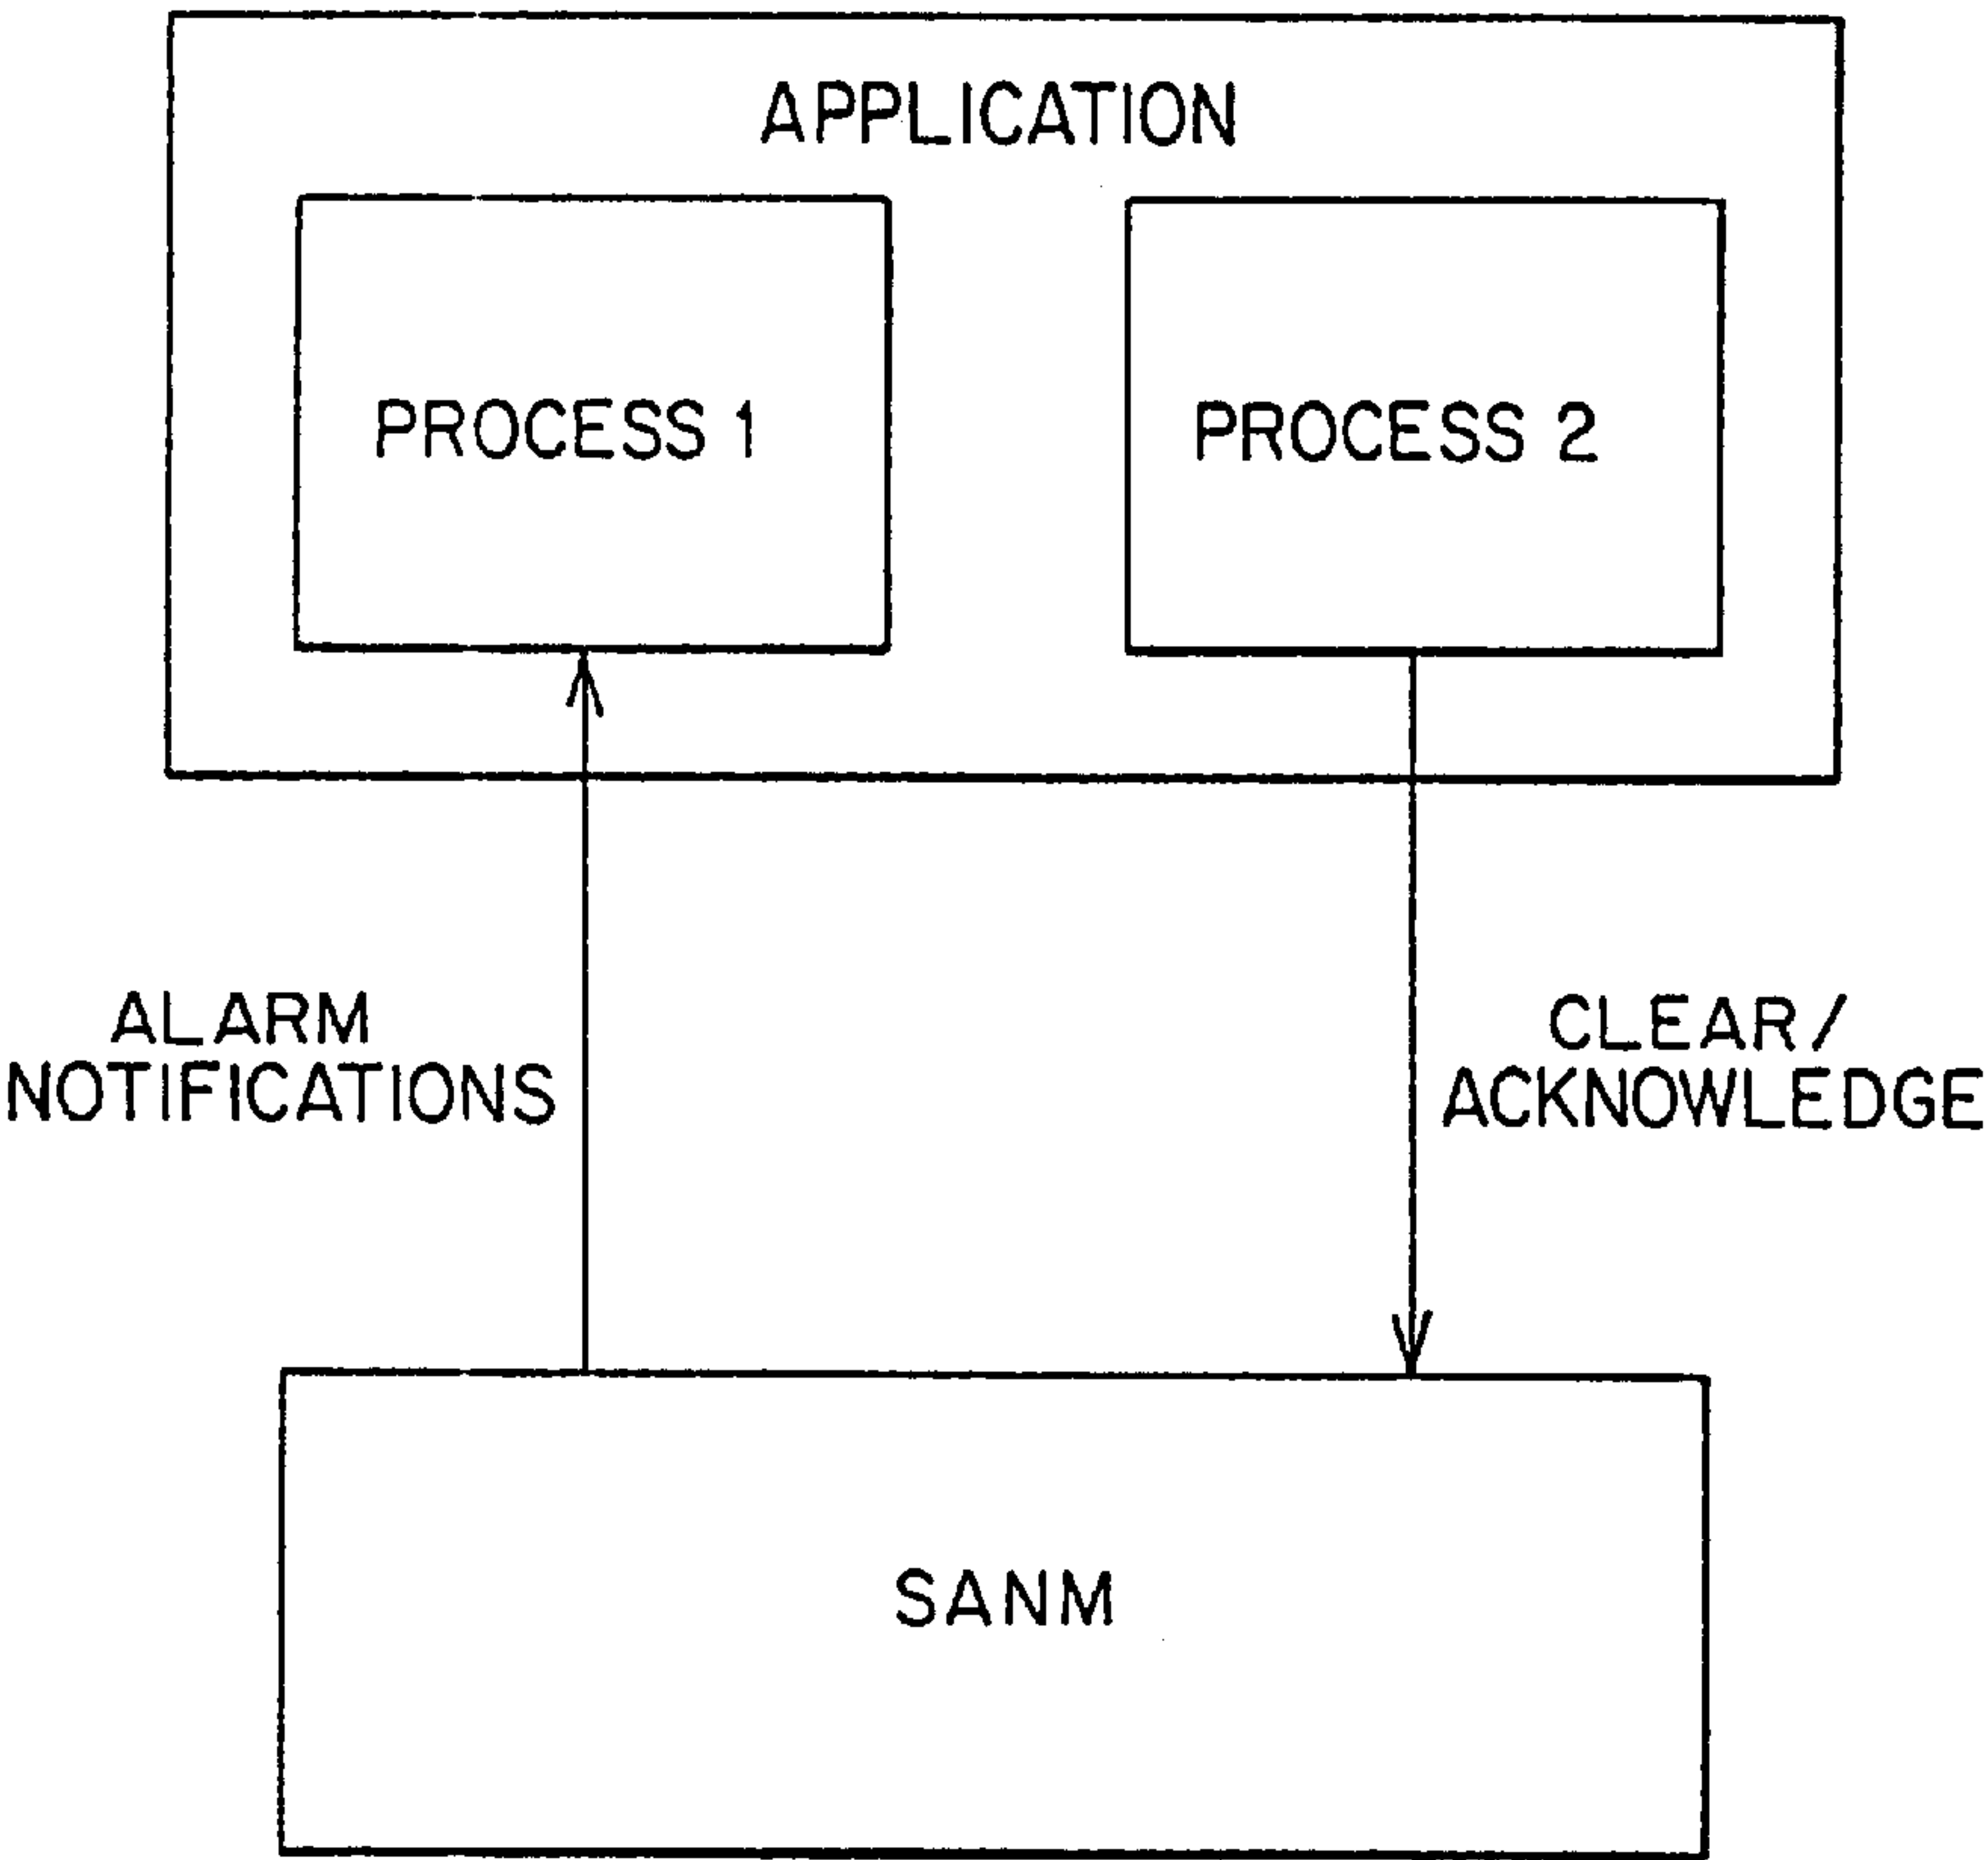 APPLICATION
PROCESS 1
PROCESS 2
ALARM
NOTIFICATIONS
CLEAR/
ACKNOWLEDGE
SANM